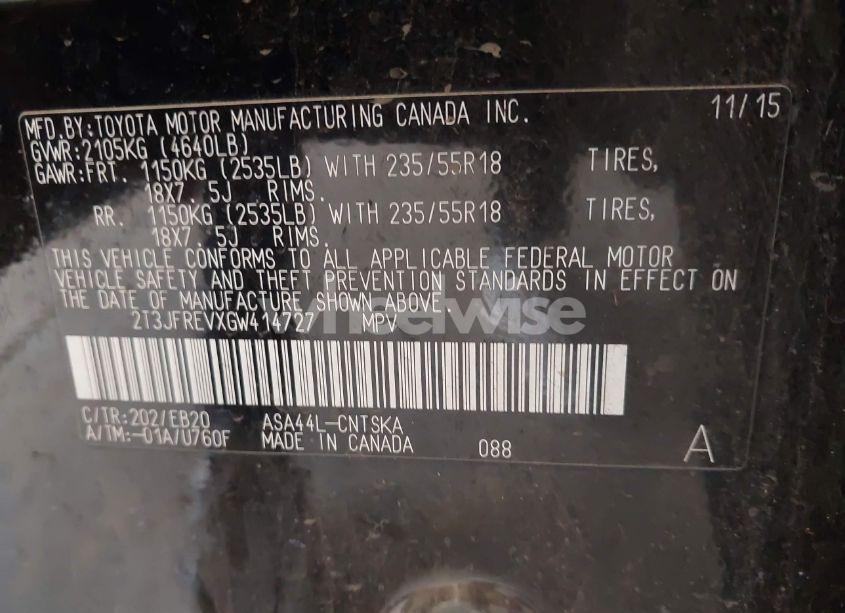 MFD.BY:TOYOTA MOTOR MANUFACTURING CANADA INC. 11/15
GVWR:2105KG (4640LB)
GAWR:FRT. 1150KG (2535LB) WITH 235/55R18 TIRES,
18X7. 5J RIMS.
RR. 1150KG (2535LB) WITH 235/55R18 TIRES,
18X7. 5J RIMS.
THIS VEHICLE CONFORMS TO ALL APPLICABLE FEDERAL MOTOR
VEHICLE SAFETY AND THEFT PREVENTION STANDARDS IN EFFECT ON
THE DATE OF MANUFACTURE SHOWN ABOVE.
2T3JFREVXGW414727 MPV
C/TR:202/EB20 ASA44L-CNTSKA
A/TM:-01A/U760F MADE IN CANADA 088 A